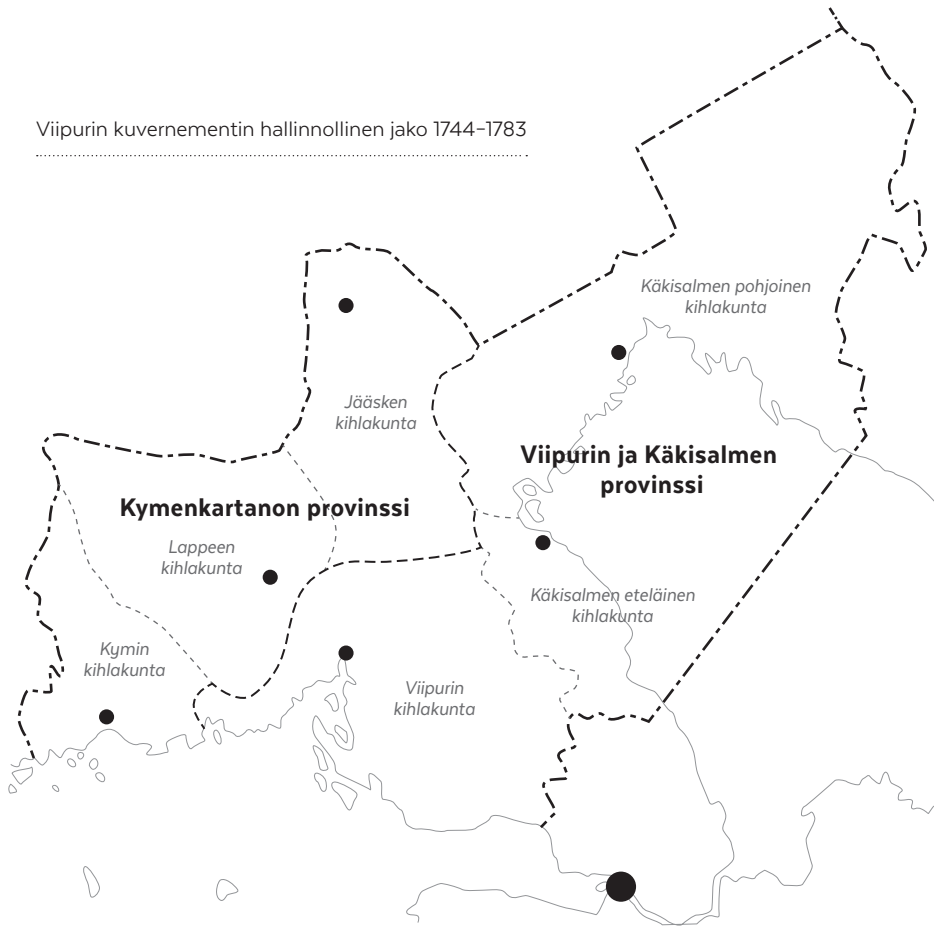 Viipurin kuvernementin hallinnollinen jako 1744–1783
Käkisalmen pohjoinen
kihlakunta
Jääsken
kihlakunta
Viipurin ja Käkisalmen
provinssi
Kymenkartanon provinssi
Lappeen
kihlakunta
Käkisalmen eteläinen
kihlakunta
Kymin
kihlakunta
Viipurin
kihlakunta